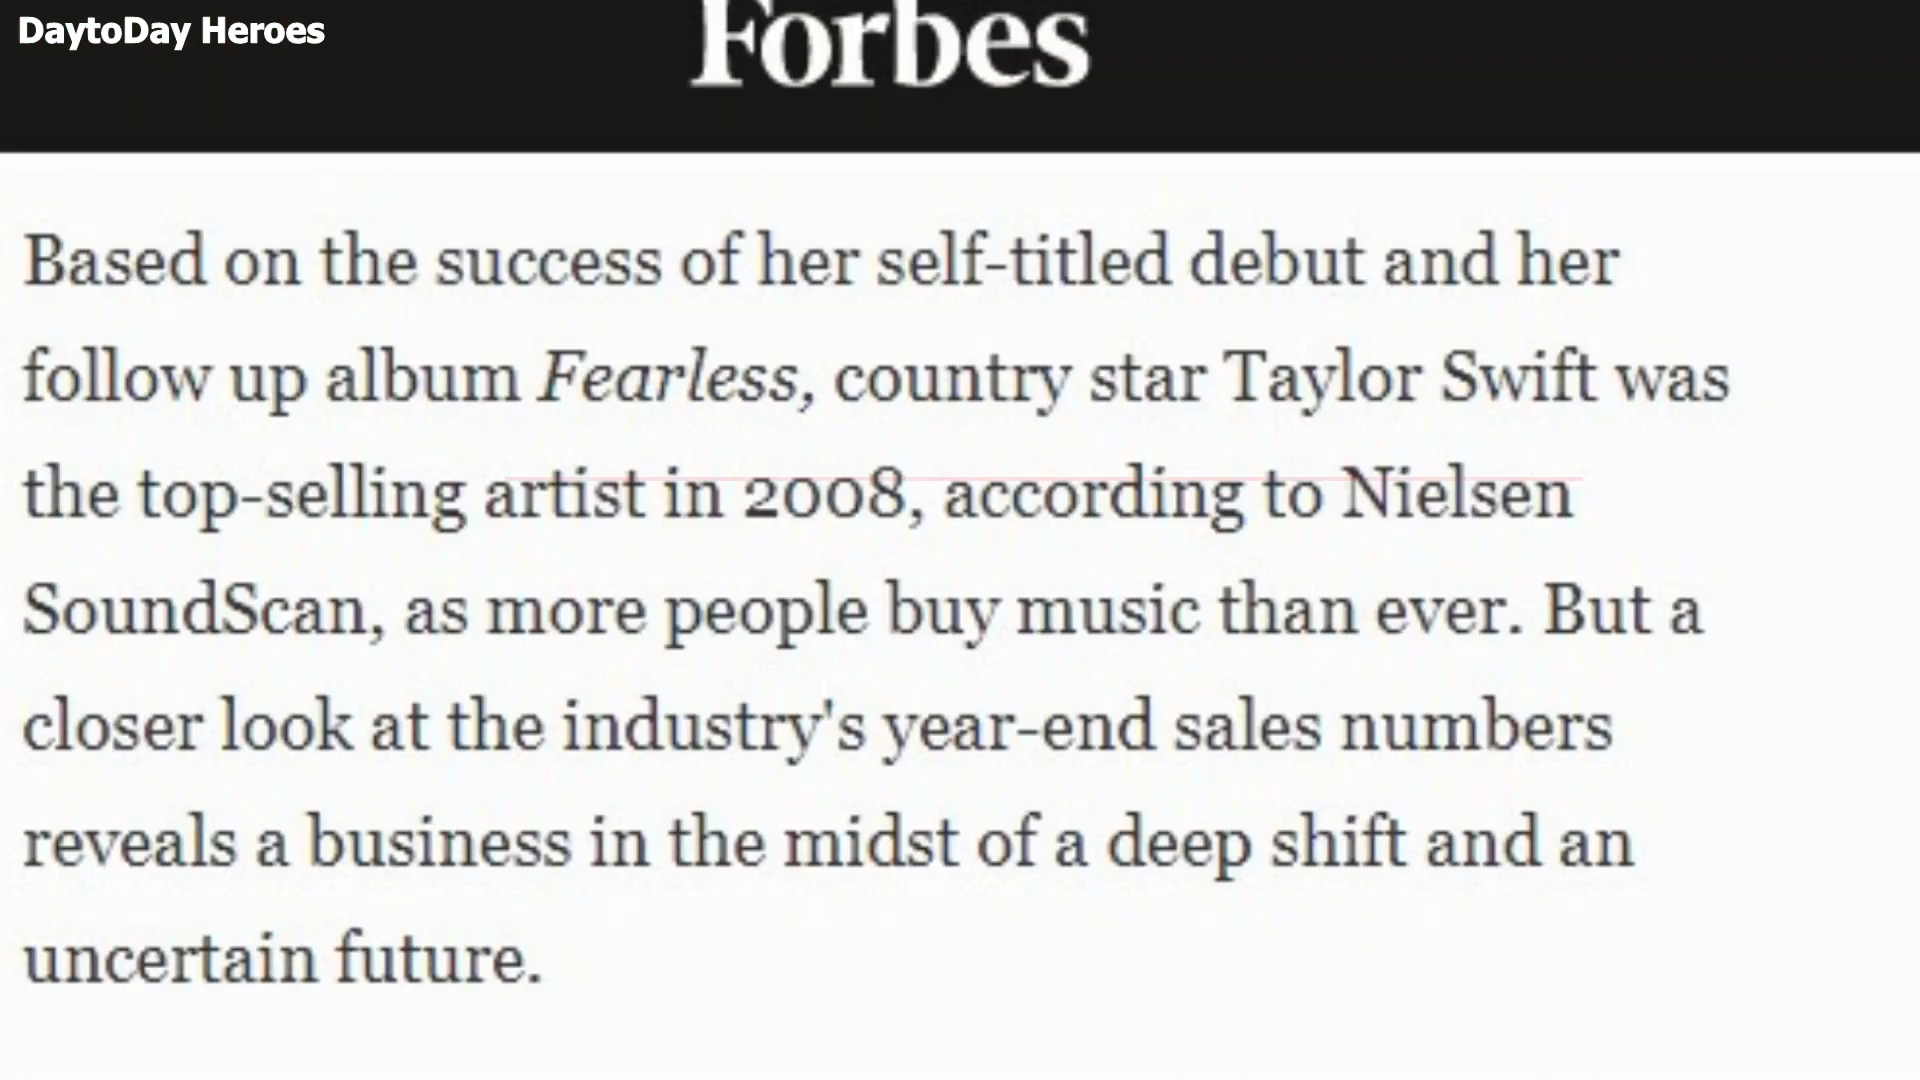 DaytoDay Heroes
Forbes
Based on the success of her self-titled debut and her
follow up album Fearless, country star Taylor Swift was
the top-selling artist in 2008, according to Nielsen
SoundScan, as more people buy music than ever. But a
closer look at the industry's year-end sales numbers
reveals a business in the midst of a deep shift and an
uncertain future.